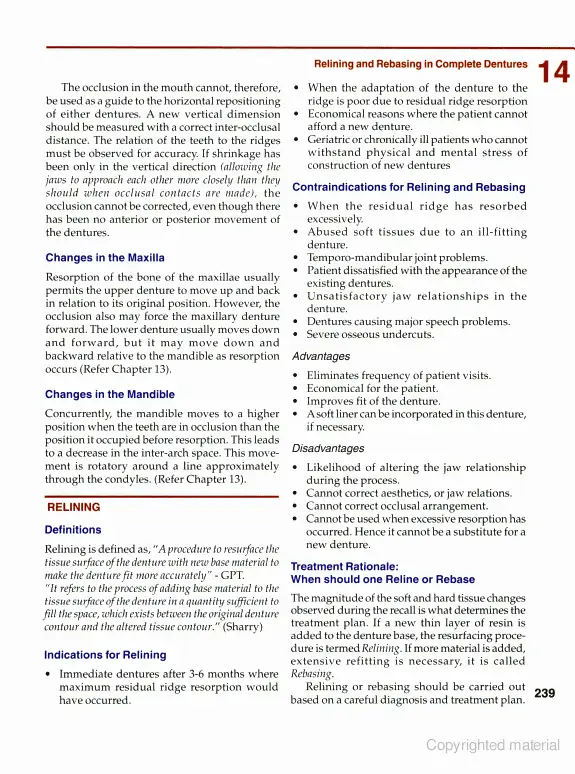 Relining and Rebasing in Complete Dentures
14
The occlusion in the mouth cannot, therefore,
be used as a guide to the horizontal repositioning
of either dentures. A new vertical dimension
should be measured with a correct inter-occlusal
distance. The relation of the teeth to the ridges
must be observed for accuracy. If shrinkage has
been only in the vertical direction (allowing the
jaws to approach each other more closely than they
should when occlusal contacts are made), the
occlusion cannot be corrected, even though there
has been no anterior or posterior movement of
the dentures.
Changes in the Maxilla
Resorption of the bone of the maxillae usually
permits the upper denture to move up and back
in relation to its original position. However, the
occlusion also may force the maxillary denture
forward. The lower denture usually moves down
and forward, but it may move down and
backward relative to the mandible as resorption
occurs (Refer Chapter 13).
Changes in the Mandible
Concurrently, the mandible moves to a higher
position when the teeth are in occlusion than the
position it occupied before resorption. This leads
to a decrease in the inter-arch space. This move-
ment is rotatory around a line approximately
through the condyles. (Refer Chapter 13).
RELINING
Definitions
Relining is defined as, "A procedure to resurface the
tissue surface of the denture with new base material to
make the denture fit more accurately" - GPT.
"It refers to the process of adding base material to the
tissue surface of the denture in a quantity sufficient to
fill the space, which exists between the original denture
contour and the altered tissue contour." (Sharry)
Indications for Relining
• Immediate dentures after 3-6 months where
maximum residual ridge resorption would
have occurred.
• When the adaptation of the denture to the
ridge is poor due to residual ridge resorption
• Economical reasons where the patient cannot
afford a new denture.
• Geriatric or chronically ill patients who cannot
withstand physical and mental stress of
construction of new dentures
Contraindications for Relining and Rebasing
• When the residual ridge has resorbed
excessively.
• Abused soft tissues due to an ill-fitting
denture.
• Temporo-mandibular joint problems.
• Patient dissatisfied with the appearance of the
existing dentures.
• Unsatisfactory jaw relationships in the
denture.
• Dentures causing major speech problems.
• Severe osseous undercuts.
Advantages
• Eliminates frequency of patient visits.
• Economical for the patient.
• Improves fit of the denture.
• A soft liner can be incorporated in this denture,
if necessary.
Disadvantages
• Likelihood of altering the jaw relationship
during the process.
• Cannot correct aesthetics, or jaw relations.
• Cannot correct occlusal arrangement.
• Cannot be used when excessive resorption has
occurred. Hence it cannot be a substitute for a
new denture.
Treatment Rationale:
When should one Reline or Rebase
The magnitude of the soft and hard tissue changes
observed during the recall is what determines the
treatment plan. If a new thin layer of resin is
added to the denture base, the resurfacing proce-
dure is termed Relining. If more material is added,
extensive refitting is necessary, it is called
Rebasing.
Relining or rebasing should be carried out
based on a careful diagnosis and treatment plan.
239
Copyrighted material